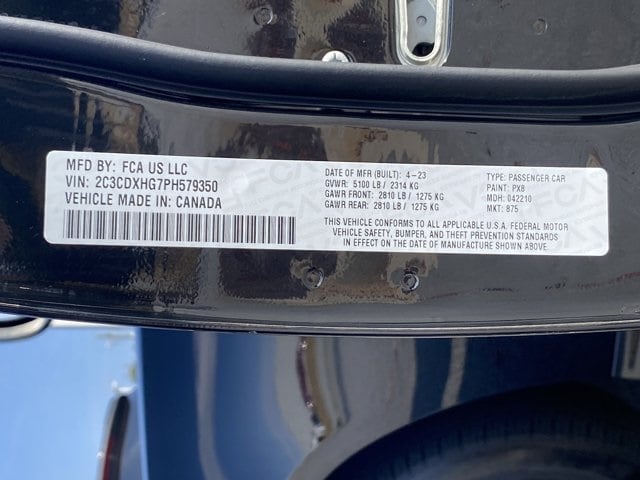 MFD BY: FCA US LLC
VIN: 2C3CDXHG7PH579350
VEHICLE MADE IN: CANADA
DATE OF MFR (BUILT): 4-23
GVWR: 5100 LB / 2314 KG
GAWR FRONT: 2810 LB / 1275 KG
GAWR REAR: 2810 LB / 1275 KG
TYPE: PASSENGER CAR
PAINT: PX8
MDH: 042210
MKT: 875
THIS VEHICLE CONFORMS TO ALL APPLICABLE U.S.A. FEDERAL MOTOR
VEHICLE SAFETY, BUMPER, AND THEFT PREVENTION STANDARDS
IN EFFECT ON THE DATE OF MANUFACTURE SHOWN ABOVE.